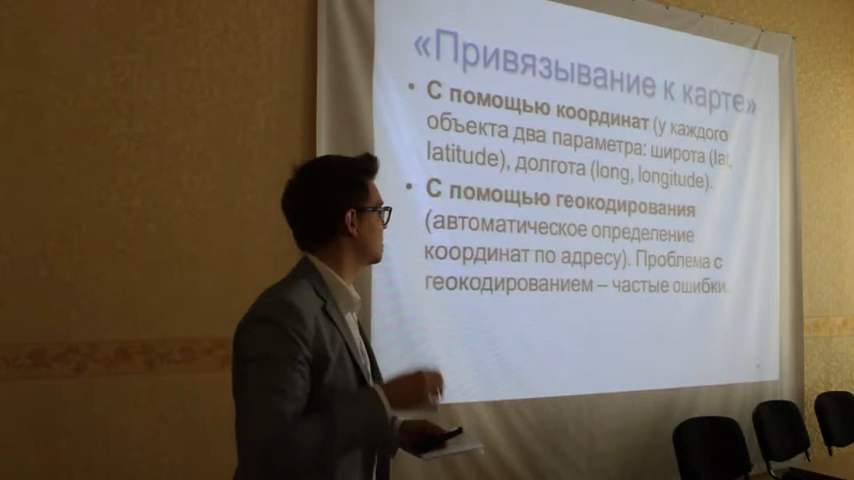 «Привязывание к карте»
• С помощью координат (у каждого
объекта два параметра: широта (lat,
latitude), долгота (long, longitude).
• С помощью геокодирования
(автоматическое определение
координат по адресу). Проблема с
геокодированием – частые ошибки.